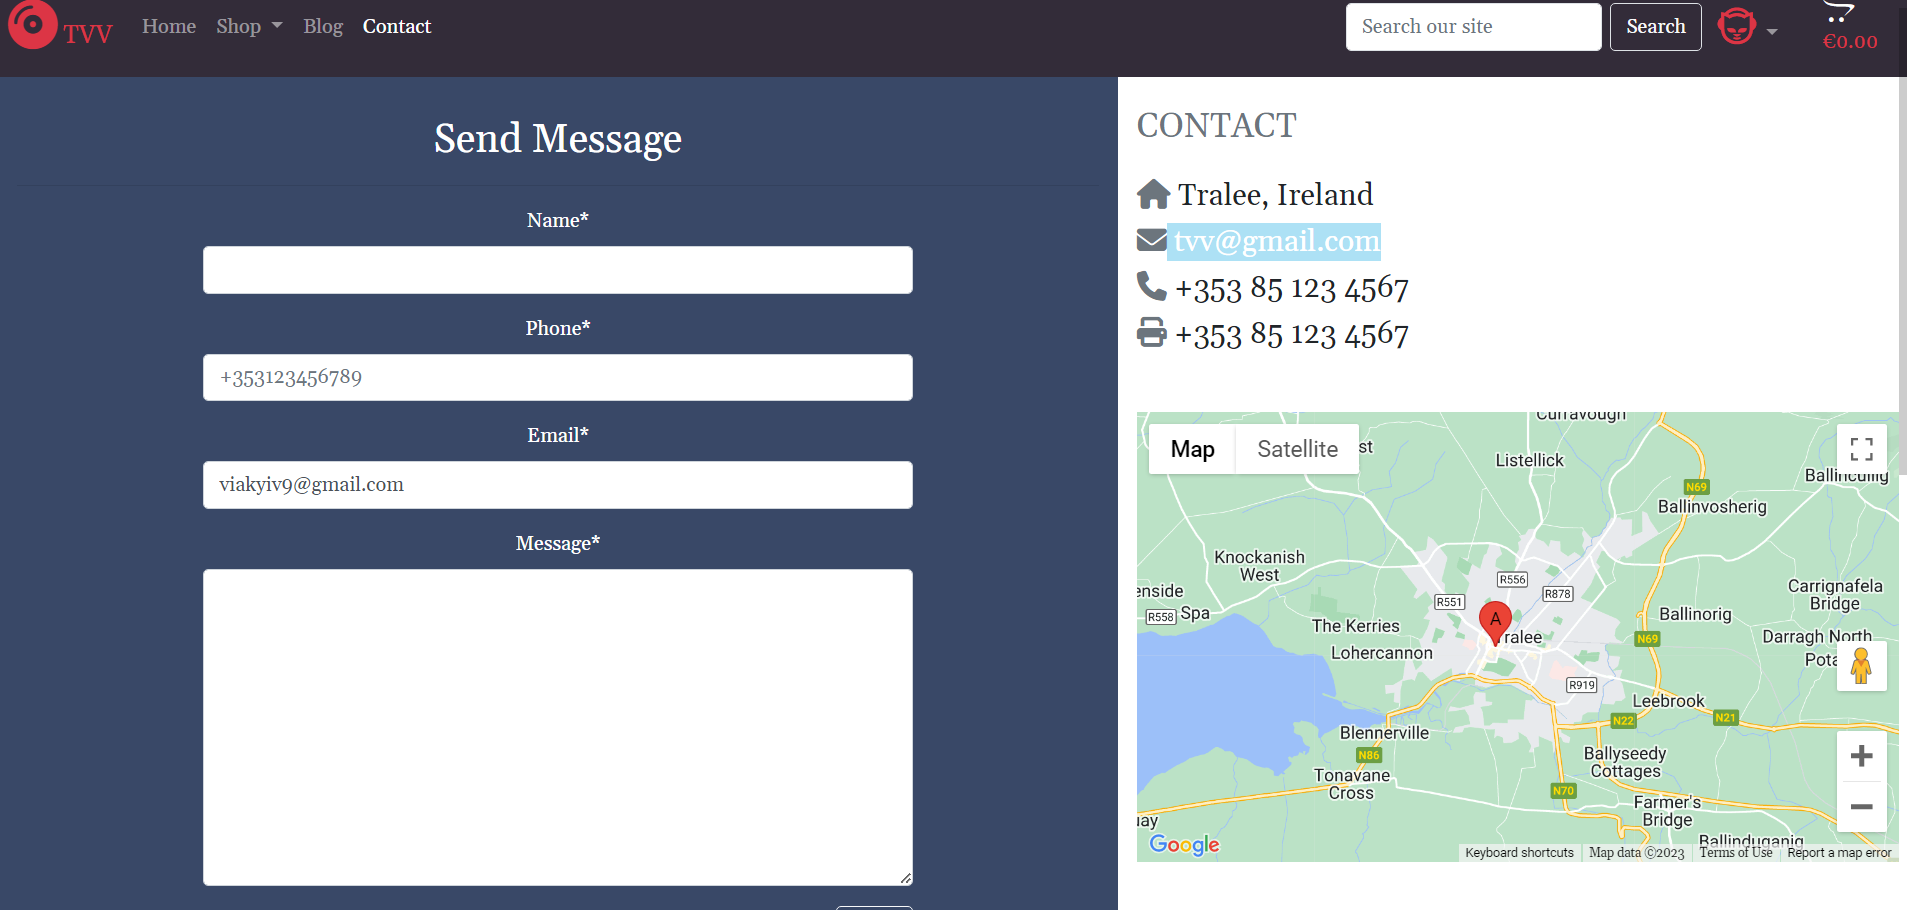 TVV Home Shop Blog Contact Search our site Search €0.00
Send Message
Name*
Phone*
+353123456789
Email*
viakyiv9@gmail.com
Message*
CONTACT
Tralee, Ireland
tvv@gmail.com
+353 85 123 4567
+353 85 123 4567
Curravough
Map Satellite st
Listellick
Ballincullig
N69
Ballinvosherig
Knockanish
West
R556
R878
Carrignafela
Bridge
enside
R551
R558 Spa
Ballinorig
A
The Kerries
Tralee
N69
Darragh North
Lohercannon
Pota
R919
Leebrook
N22
N21
Blennerville
N86
Ballyseedy
Cottages
Tonavane
Cross
N70
Farmer's
Bridge
uay
Ballinduganig
Google
Keyboard shortcuts Map data ©2023 Terms of Use Report a map error